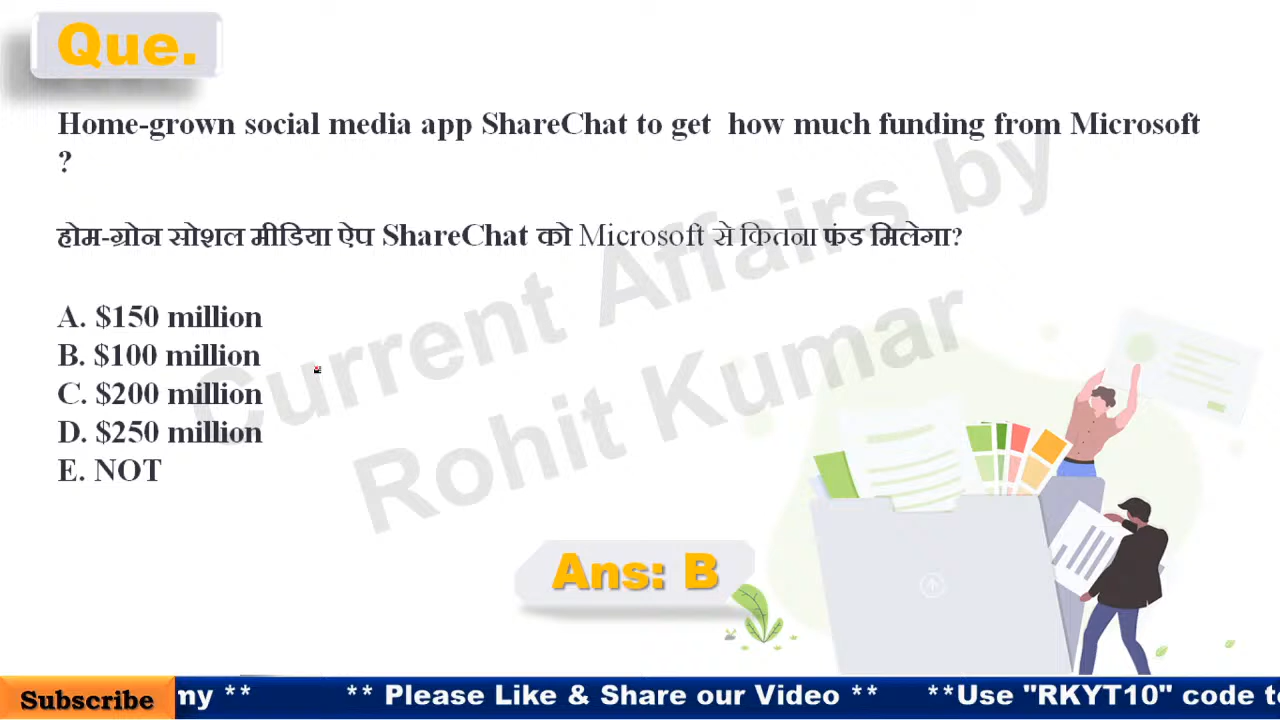 Que.
Home-grown social media app ShareChat to get how much funding from Microsoft
?
होम-ग्रोन सोशल मीडिया ऐप ShareChat को Microsoft से कितना फंड मिलेगा?
A. $150 million
B. $100 million
C. $200 million
D. $250 million
E. NOT
Current Affairs by
Rohit Kumar
Ans: B
Subscribe my ** ** Please Like & Share our Video ** **Use "RKYT10" code to